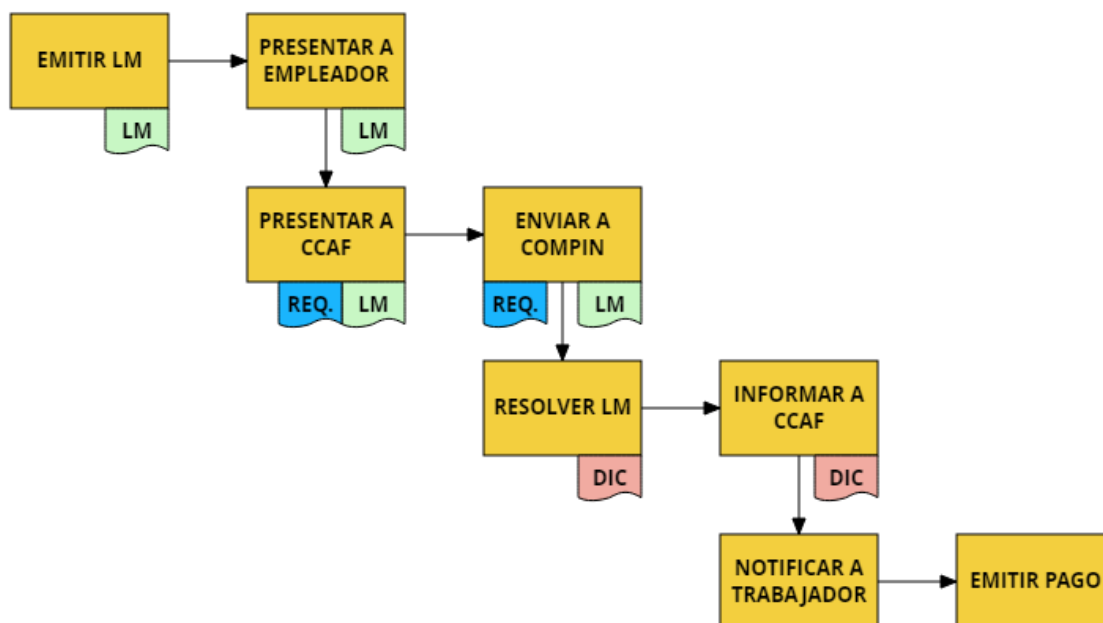 EMITIR LM
PRESENTAR A
EMPLEADOR
LM
LM
PRESENTAR A
CCAF
ENVIAR A
COMPIN
REQ.
LM
REQ.
LM
RESOLVER LM
INFORMAR A
CCAF
DIC
DIC
NOTIFICAR A
TRABAJADOR
EMITIR PAGO